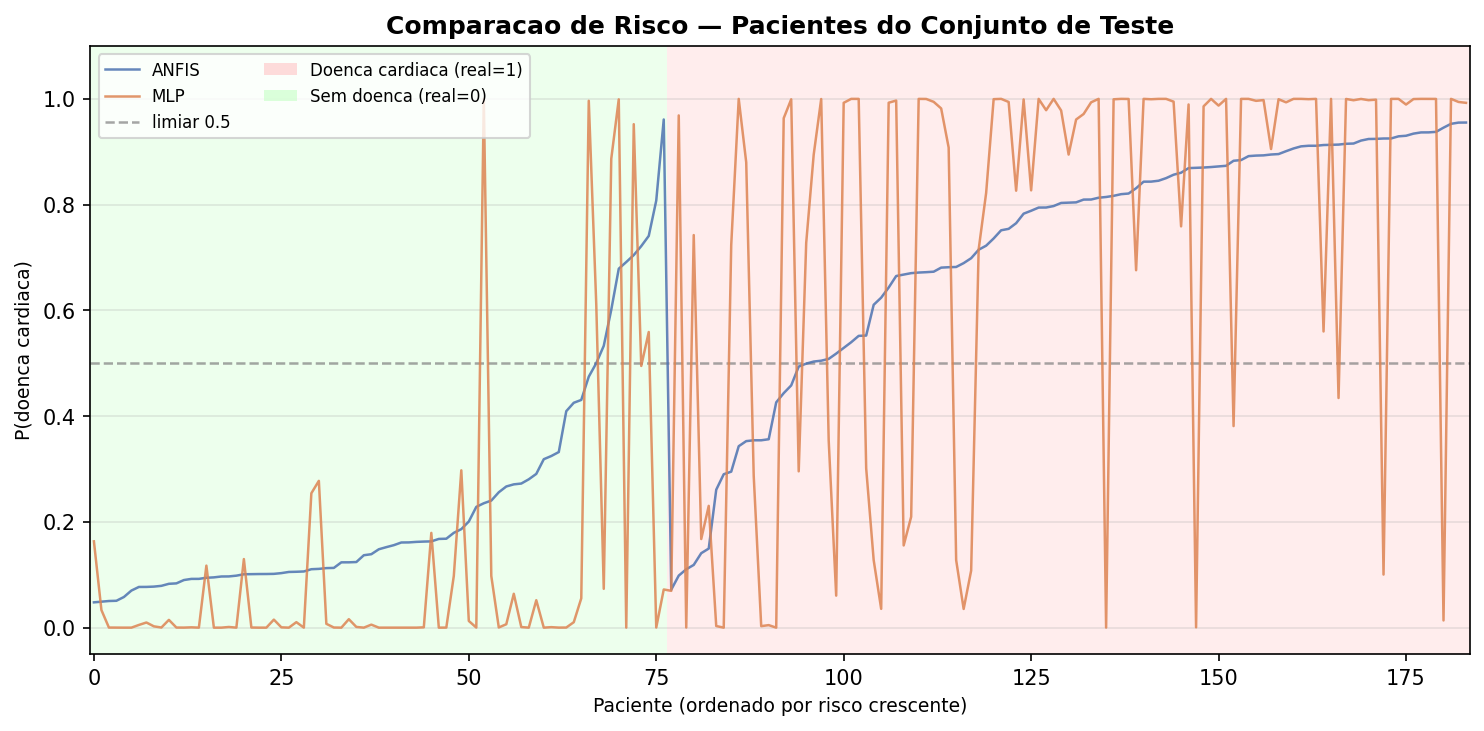 Comparacao de Risco — Pacientes do Conjunto de Teste
ANFIS
MLP
limiar 0.5
Doenca cardiaca (real=1)
Sem doenca (real=0)
P(doenca cardiaca)
1.0
0.8
0.6
0.4
0.2
0.0
0 25 50 75 100 125 150 175
Paciente (ordenado por risco crescente)